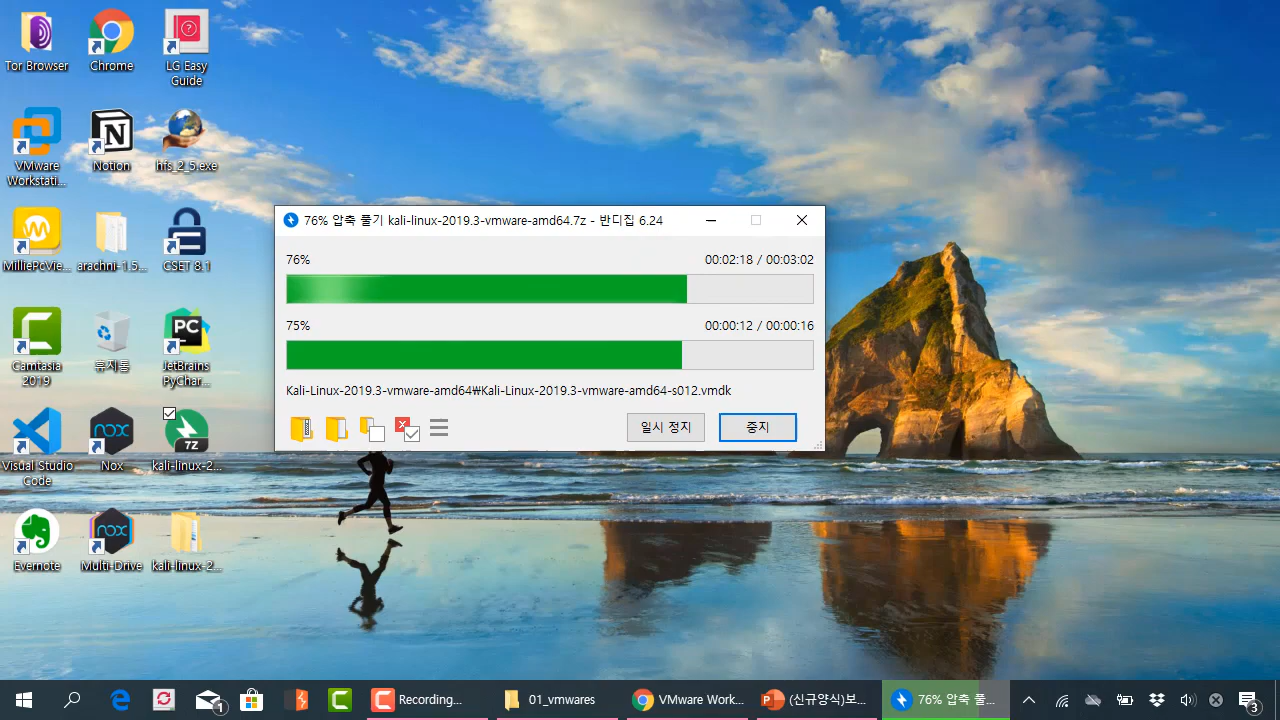 Tor Browser
Chrome
LG Easy
Guide
VMware
Workstati...
Notion
hfs_2_5.exe
MilliePcVie...
arachni-1.5...
CSET 8.1
Camtasia
2019
휴지통
JetBrains
PyChar...
Visual Studio
Code
Nox
7Z
kali-linux-2...
Evernote
Multi-Drive
kali-linux-2...
76% 압축 풀기 kali-linux-2019.3-vmware-amd64.7z - 반디집 6.24
76%
00:02:18 / 00:03:02
75%
00:00:12 / 00:00:16
Kali-Linux-2019.3-vmware-amd64₩Kali-Linux-2019.3-vmware-amd64-s012.vmdk
일시 정지
중지
Recording...
01_vmwares
VMware Work...
(신규양식)보...
76% 압축 풀...
1
3